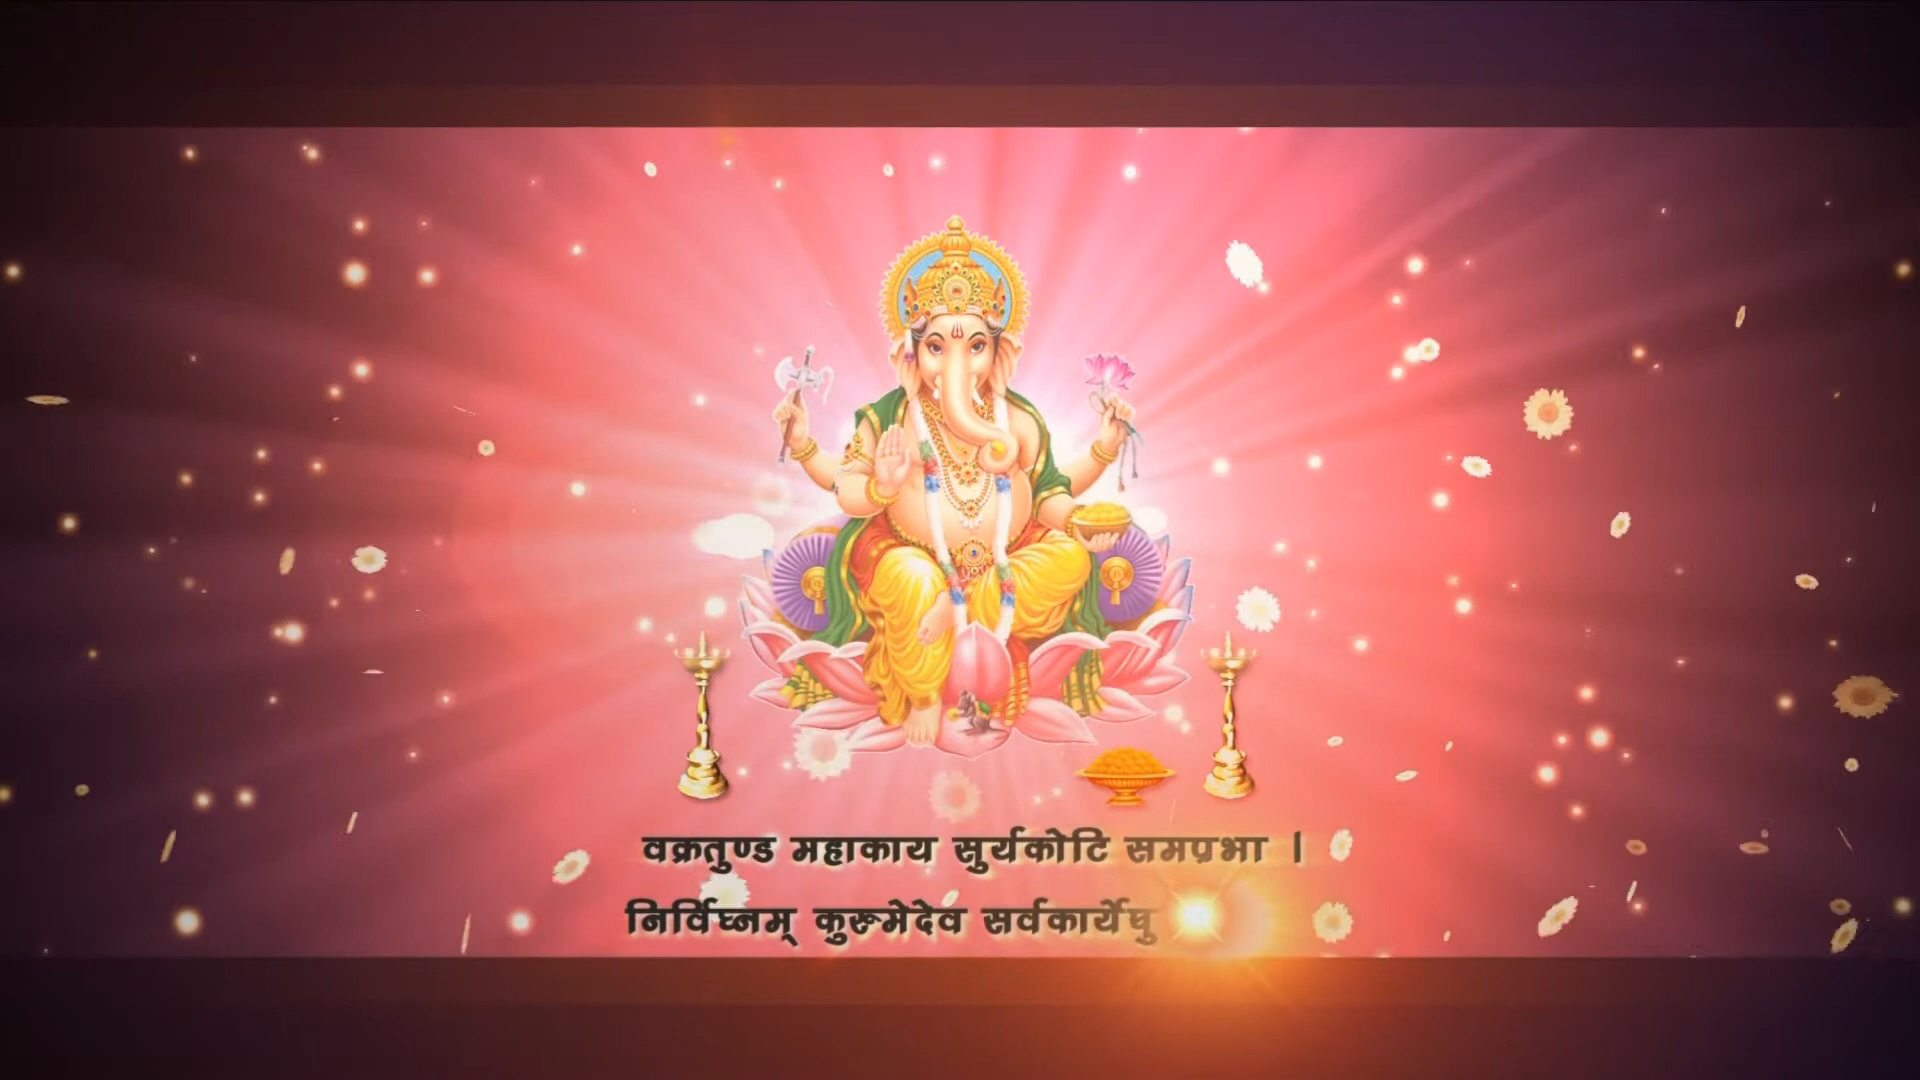 वक्रतुण्ड महाकाय सुर्यकोटि समप्रभा ।
निर्विघ्नम् कुरूमेदेव सर्वकार्येषु